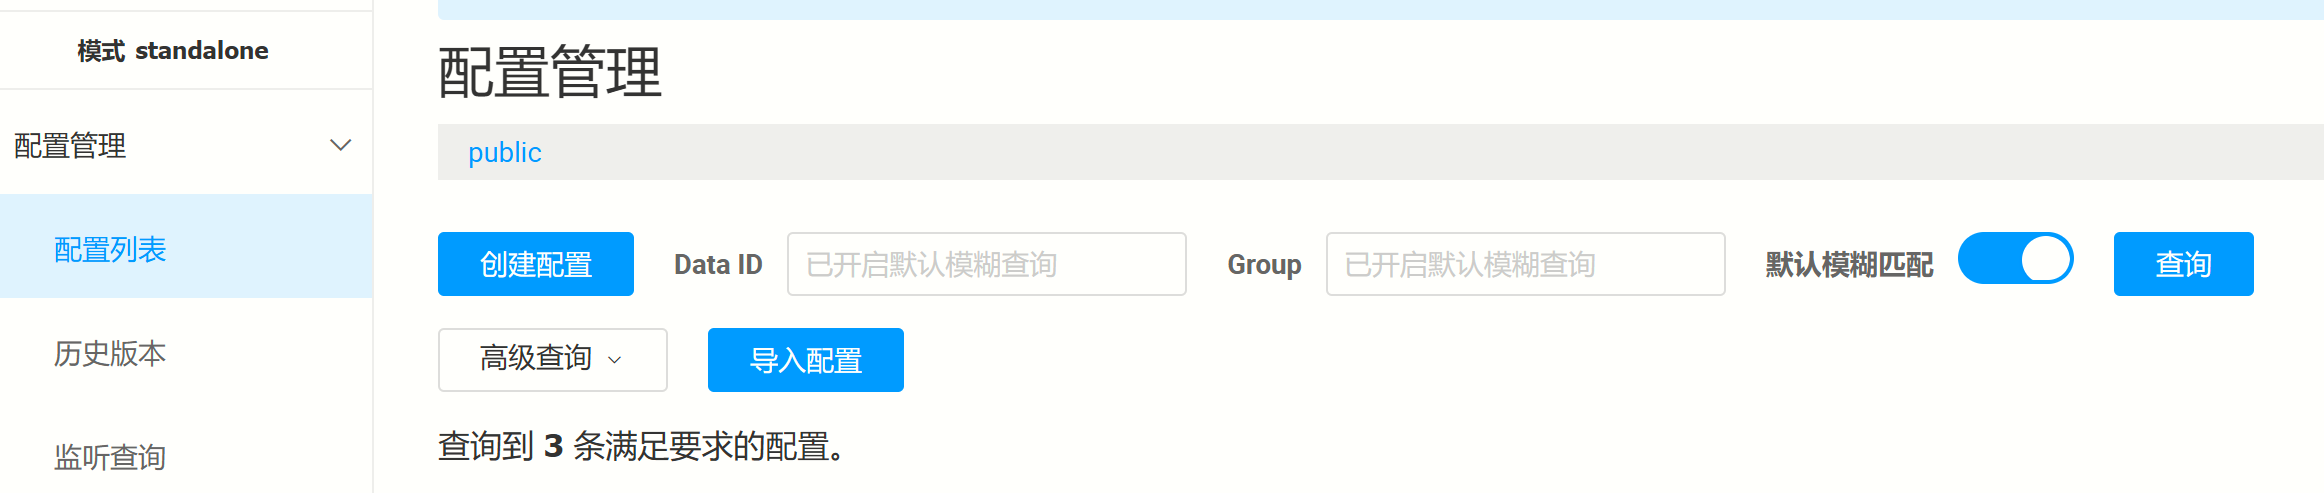 模式 standalone
配置管理
配置列表
历史版本
监听查询
配置管理
public
创建配置 Data ID 已开启默认模糊查询 Group 已开启默认模糊查询 默认模糊匹配 查询
高级查询 导入配置
查询到 3 条满足要求的配置。